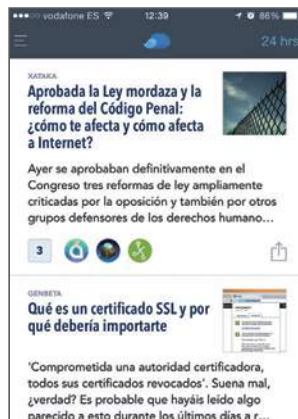 vodafone ES 12:39 86%
24 hrs
XATAKA
Aprobada la Ley mordaza y la
reforma del Código Penal:
¿cómo te afecta y cómo afecta
a Internet?
Ayer se aprobaban definitivamente en el
Congreso tres reformas de ley ampliamente
criticadas por la oposición y también por otros
grupos defensores de los derechos humano...
3
GENBETA
Qué es un certificado SSL y por
qué debería importarte
'Comprometida una autoridad certificadora,
todos sus certificados revocados'. Suena mal,
¿verdad? Es probable que hayáis leído algo
parecido a esto durante los últimos días a r...